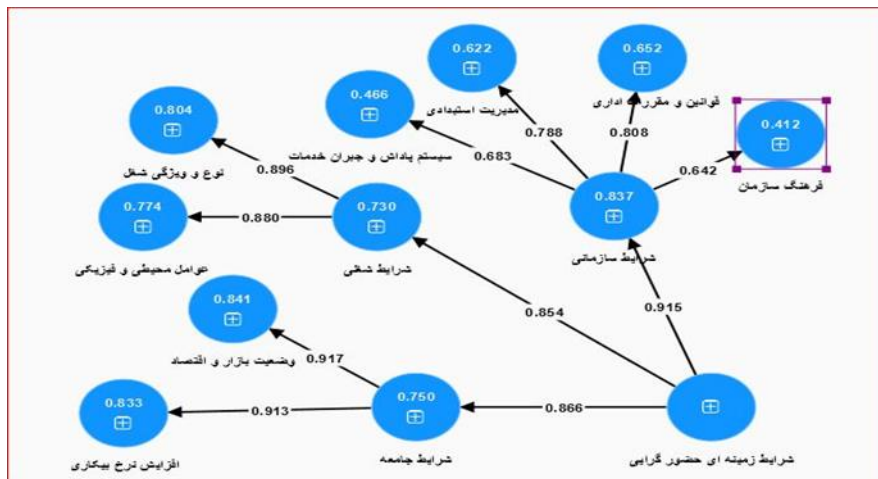 0.622
0.652
مدیریت استبدادی
قوانین و مقررات اداری
0.466
سیستم پاداش و جبران خدمات
0.412
فرهنگ سازمان
0.804
نوع و ویژگی شغل
0.788
0.808
0.683
0.642
0.896
0.837
شرایط سازمانی
0.774
عوامل محیطی و فیزیکی
0.880
0.730
شرایط شغلی
0.854
0.915
0.841
وضعیت بازار و اقتصاد
0.917
0.833
افزایش نرخ بیکاری
0.913
0.750
شرایط جامعه
0.866
شرایط زمینه ای حضور گرایی